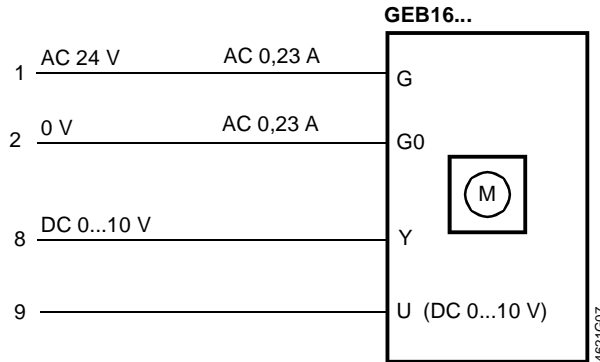 GEB16...
1 AC 24 V AC 0,23 A G
2 0 V AC 0,23 A G0
M
8 DC 0...10 V Y
9 U (DC 0...10 V)
4621G07